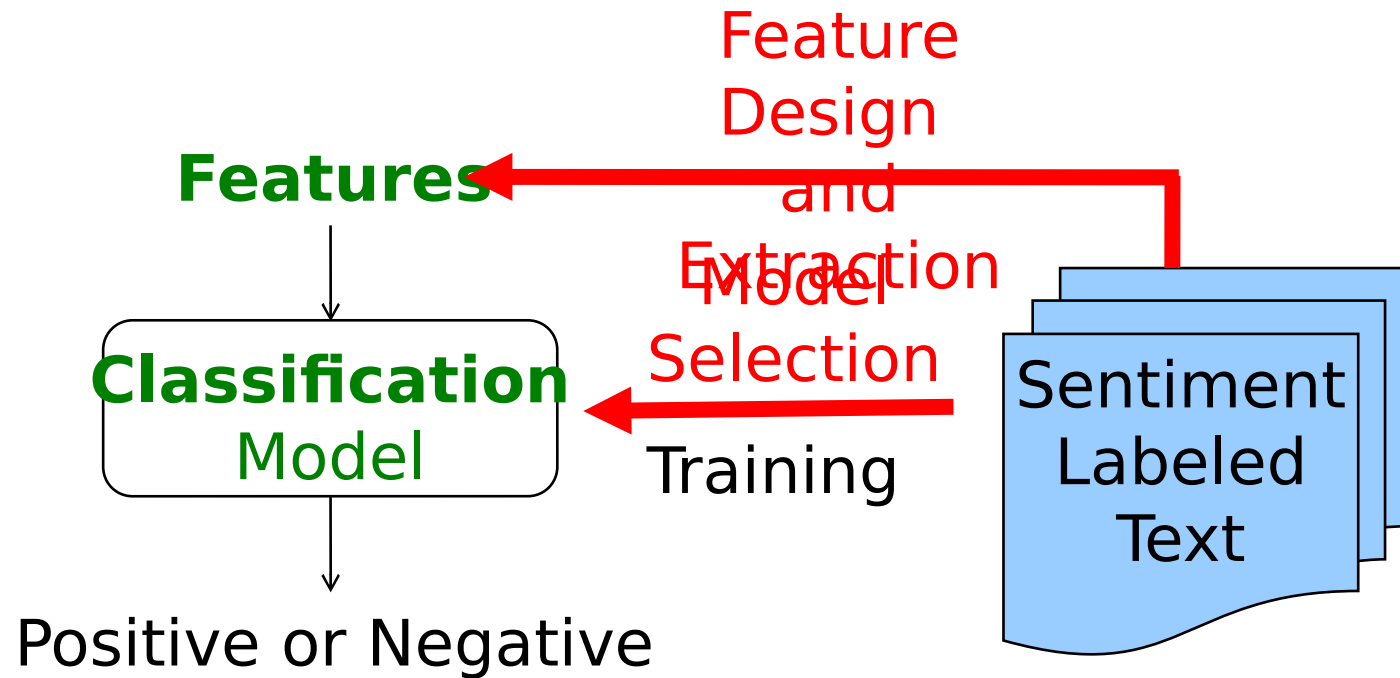 Feature
Design
and
Extraction
Features
Model
Selection
Classification
Model
Training
Sentiment
Labeled
Text
Positive or Negative